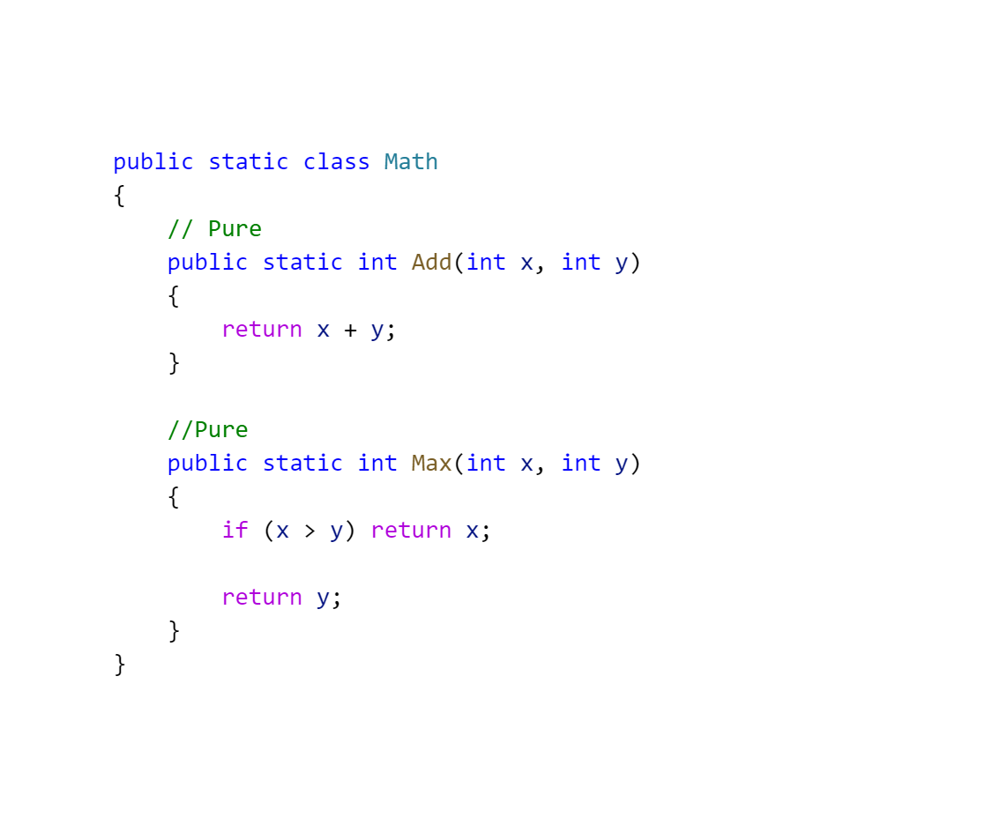 public static class Math
{
    // Pure
    public static int Add(int x, int y)
    {
        return x + y;
    }

    //Pure
    public static int Max(int x, int y)
    {
        if (x > y) return x;

        return y;
    }
}